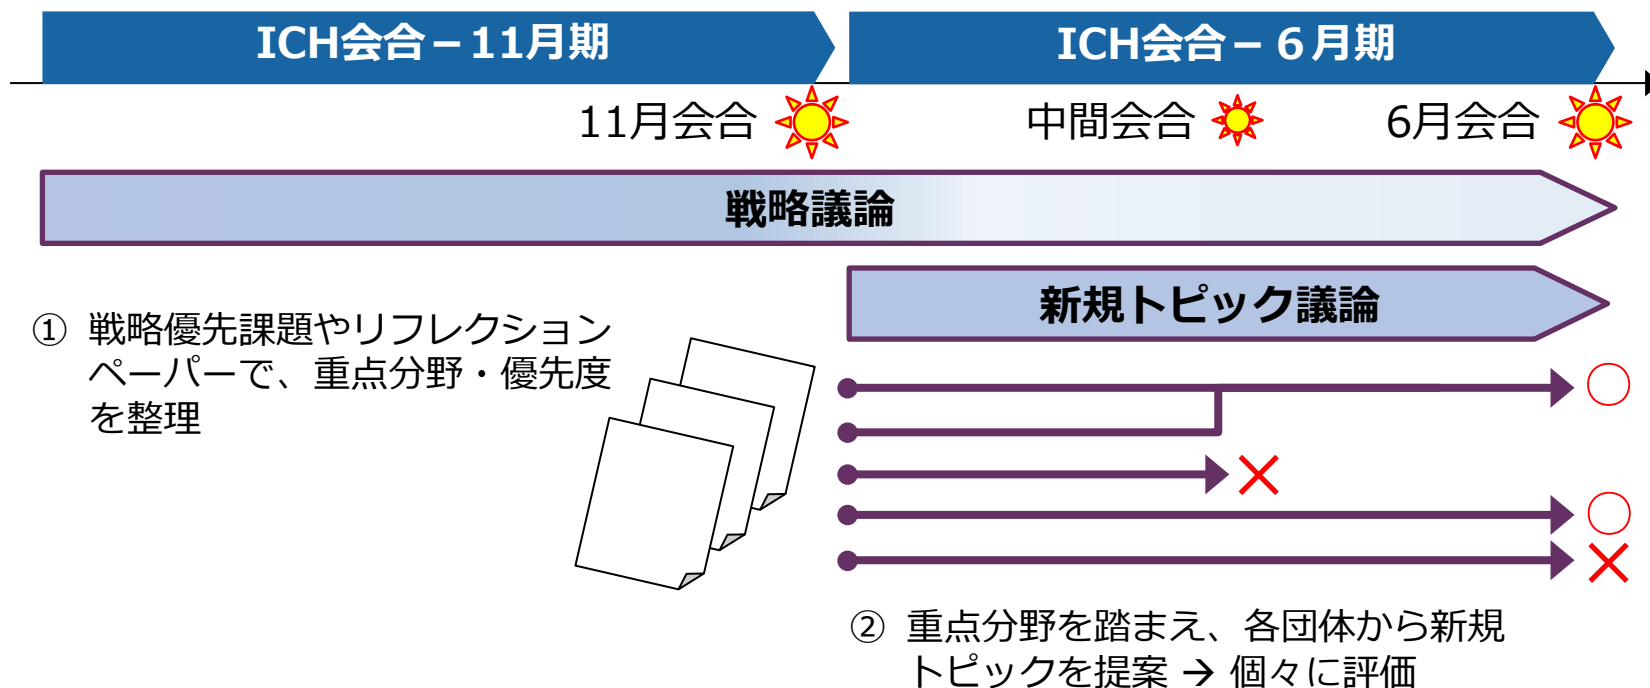 ICH会合－11月期
ICH会合－６月期
11月会合
中間会合
6月会合
戦略議論
新規トピック議論
① 戦略優先課題やリフレクション
ペーパーで、重点分野・優先度
を整理
○
×
○
×
② 重点分野を踏まえ、各団体から新規
トピックを提案 → 個々に評価